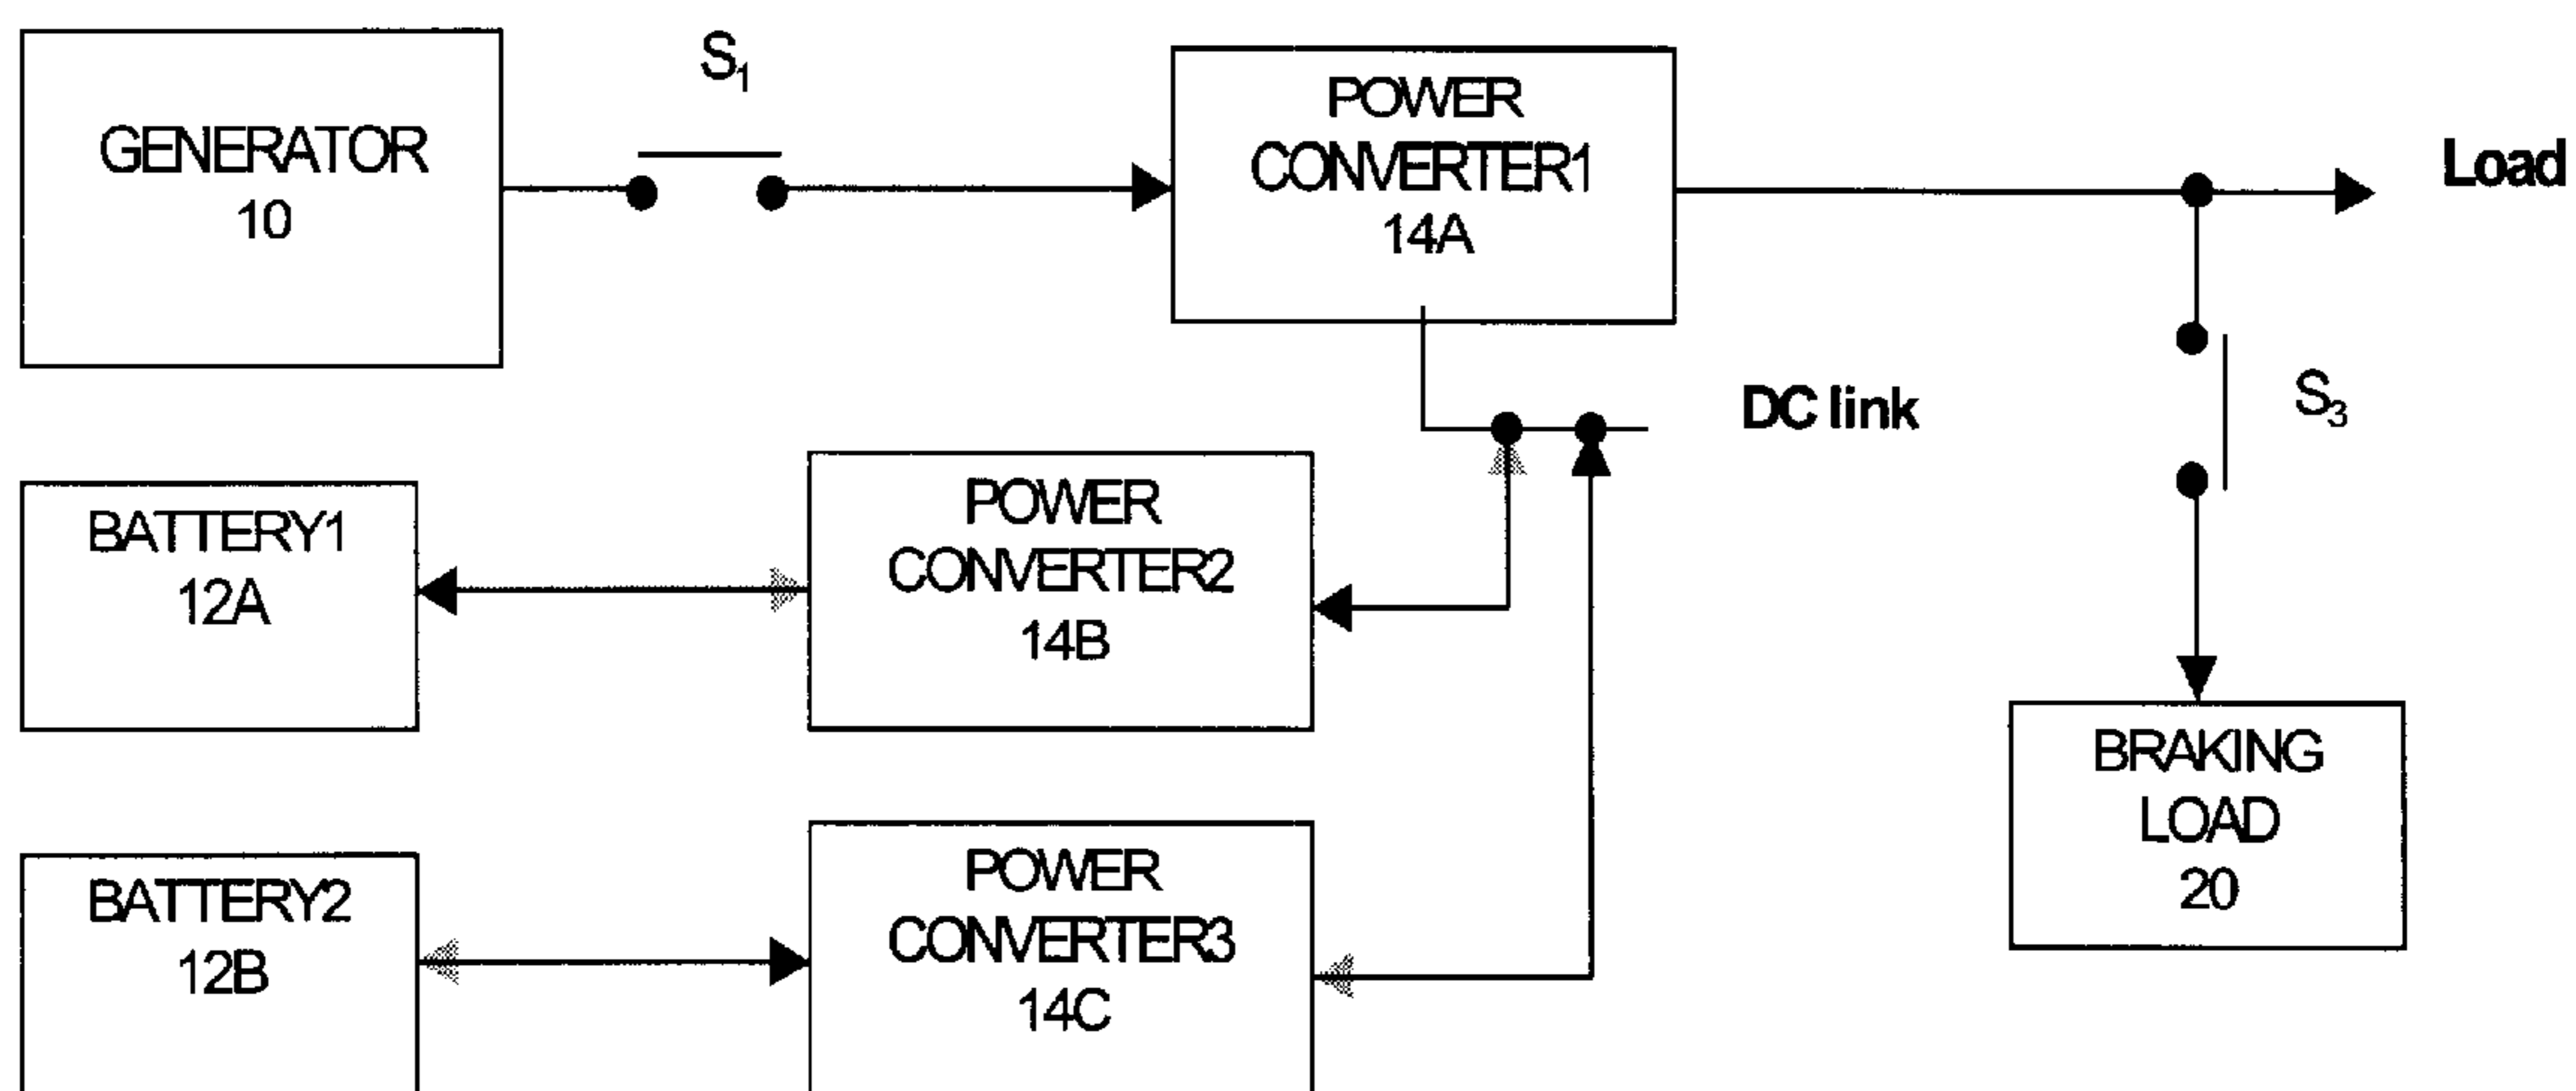 GENERATOR
10
S₁
POWER
CONVERTER1
14A
Load
DC link
S₃
BATTERY1
12A
POWER
CONVERTER2
14B
BRAKING
LOAD
20
BATTERY2
12B
POWER
CONVERTER3
14C